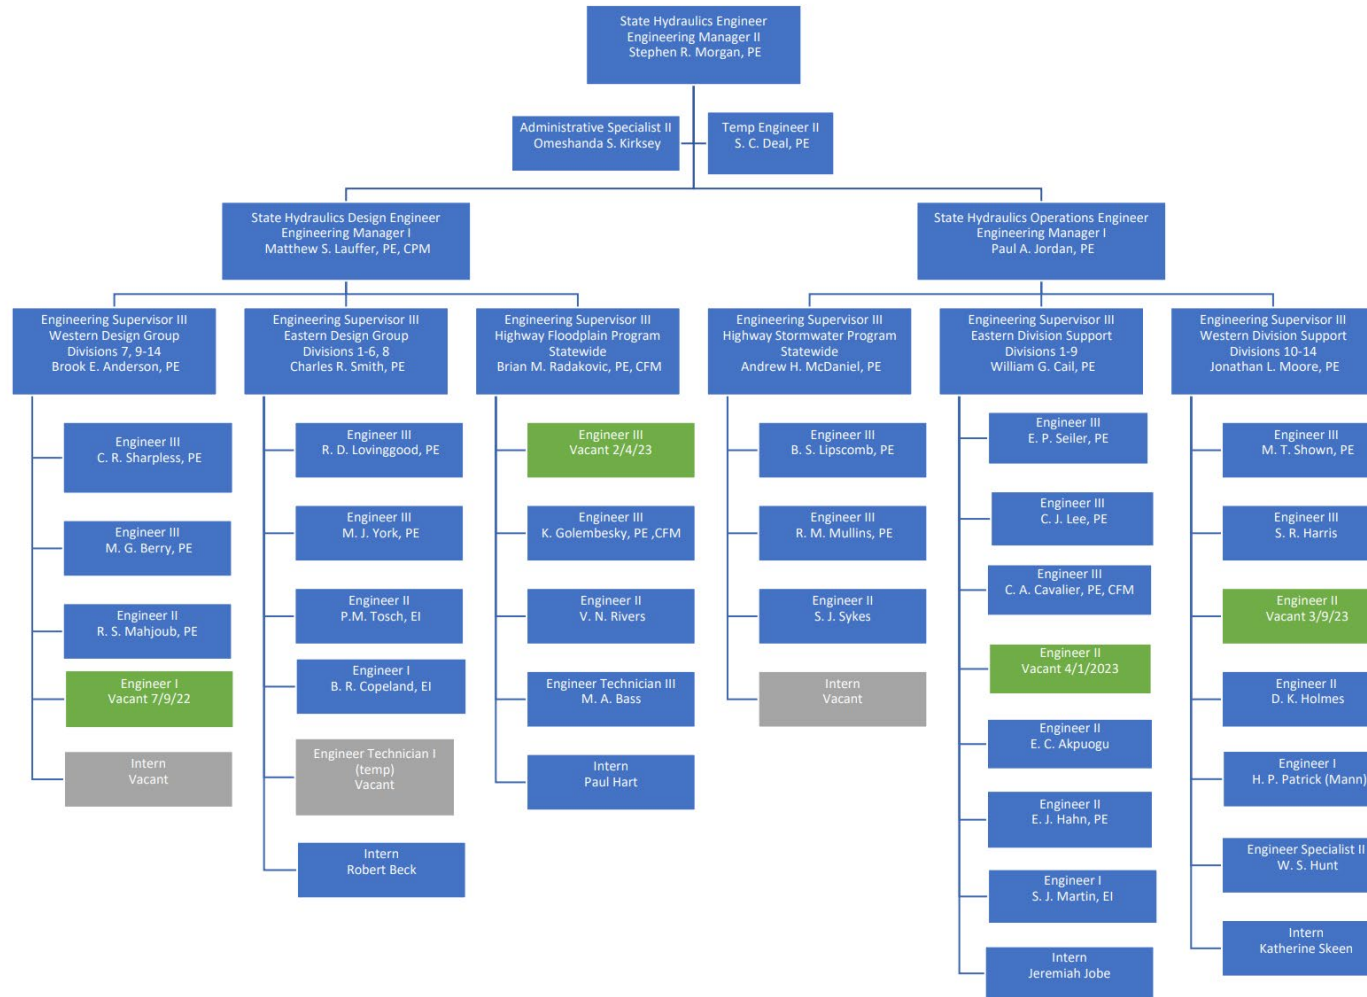 State Hydraulics Engineer
Engineering Manager II
Stephen R. Morgan, PE
Administrative Specialist II
Omeshanda S. Kirksey
Temp Engineer II
S. C. Deal, PE
State Hydraulics Design Engineer
Engineering Manager I
Matthew S. Lauffer, PE, CPM
State Hydraulics Operations Engineer
Engineering Manager I
Paul A. Jordan, PE
Engineering Supervisor III
Western Design Group
Divisions 7, 9-14
Brook E. Anderson, PE
Engineer III
C. R. Sharpless, PE
Engineer III
M. G. Berry, PE
Engineer II
R. S. Mahjoub, PE
Engineer I
Vacant 7/9/22
Intern
Vacant
Engineering Supervisor III
Eastern Design Group
Divisions 1-6, 8
Charles R. Smith, PE
Engineer III
R. D. Lovinggood, PE
Engineer III
M. J. York, PE
Engineer II
P.M. Tosch, EI
Engineer I
B. R. Copeland, EI
Engineer Technician I
(temp)
Vacant
Intern
Robert Beck
Engineering Supervisor III
Highway Floodplain Program
Statewide
Brian M. Radakovic, PE, CFM
Engineer III
Vacant 2/4/23
Engineer III
K. Golembesky, PE ,CFM
Engineer II
V. N. Rivers
Engineer Technician III
M. A. Bass
Intern
Paul Hart
Engineering Supervisor III
Highway Stormwater Program
Statewide
Andrew H. McDaniel, PE
Engineer III
B. S. Lipscomb, PE
Engineer III
R. M. Mullins, PE
Engineer II
S. J. Sykes
Intern
Vacant
Engineering Supervisor III
Eastern Division Support
Divisions 1-9
William G. Cail, PE
Engineer III
E. P. Seiler, PE
Engineer III
C. J. Lee, PE
Engineer III
C. A. Cavalier, PE, CFM
Engineer II
Vacant 4/1/2023
Engineer II
E. C. Akpuogu
Engineer II
E. J. Hahn, PE
Engineer I
S. J. Martin, EI
Intern
Jeremiah Jobe
Engineering Supervisor III
Western Division Support
Divisions 10-14
Jonathan L. Moore, PE
Engineer III
M. T. Shown, PE
Engineer III
S. R. Harris
Engineer II
Vacant 3/9/23
Engineer II
D. K. Holmes
Engineer I
H. P. Patrick (Mann)
Engineer Specialist II
W. S. Hunt
Intern
Katherine Skeen